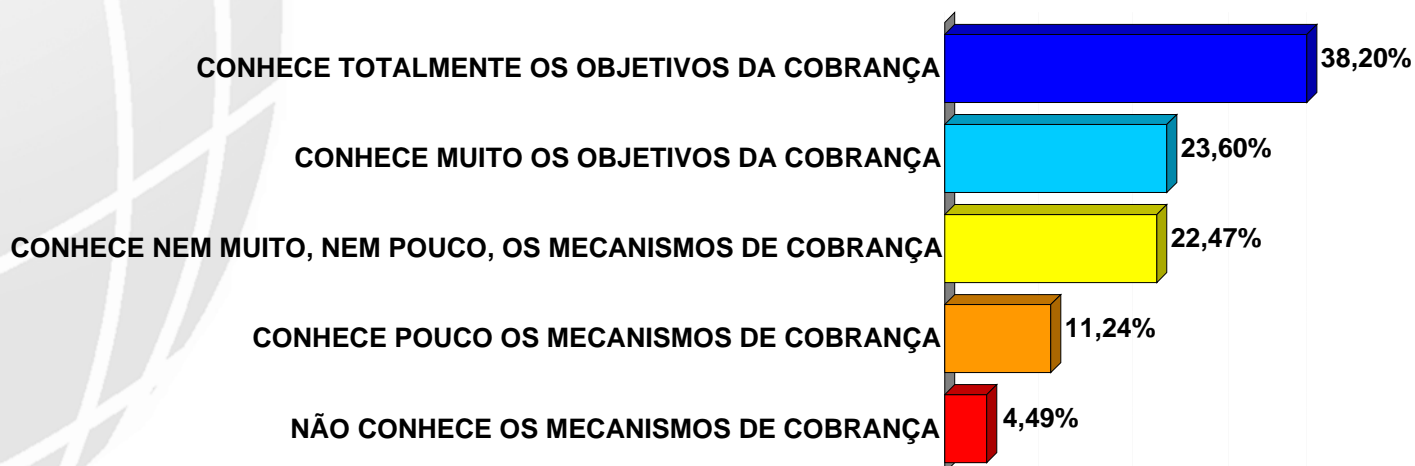 CONHECE TOTALMENTE OS OBJETIVOS DA COBRANÇA 38,20%
CONHECE MUITO OS OBJETIVOS DA COBRANÇA 23,60%
CONHECE NEM MUITO, NEM POUCO, OS MECANISMOS DE COBRANÇA 22,47%
CONHECE POUCO OS MECANISMOS DE COBRANÇA 11,24%
NÃO CONHECE OS MECANISMOS DE COBRANÇA 4,49%